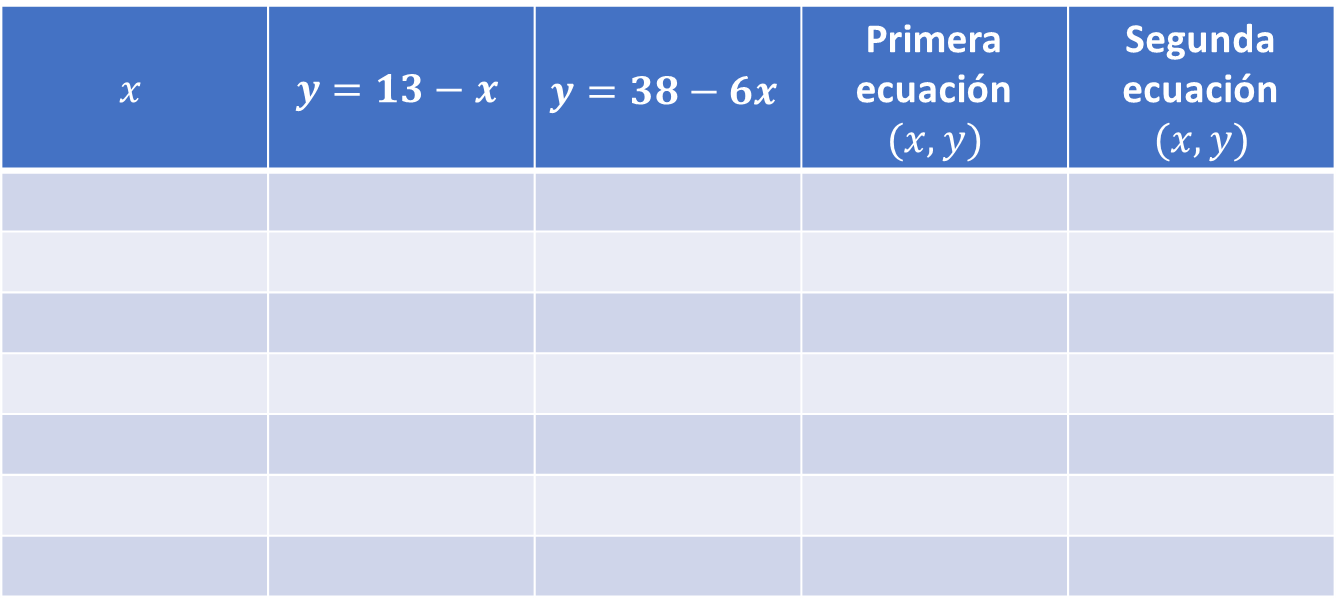 x
y = 13 − x
y = 38 − 6x
Primera
ecuación
(x, y)
Segunda
ecuación
(x, y)